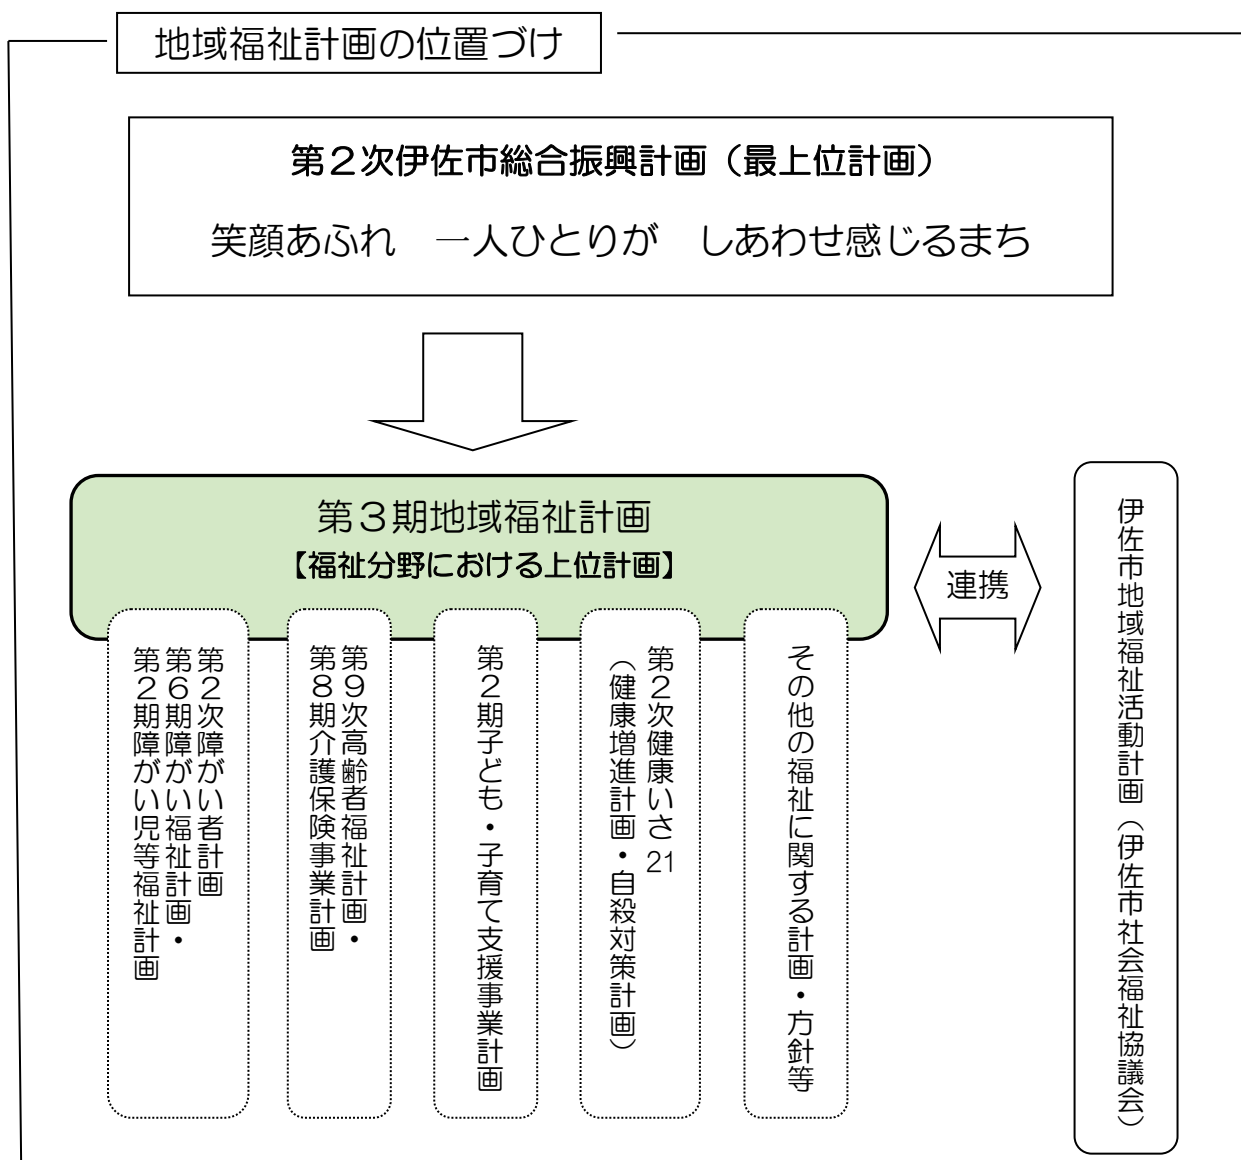 地域福祉計画の位置づけ
第2次伊佐市総合振興計画（最上位計画）
笑顔あふれ　一人ひとりが　しあわせ感じるまち
第3期地域福祉計画
【福祉分野における上位計画】
連携
第2次障がい者計画
第6期障がい福祉計画・
第2期障がい児等福祉計画
第9次高齢者福祉計画・
第8期介護保険事業計画
第2期子ども・子育て支援事業計画
第2次健康いさ21
（健康増進計画・自殺対策計画）
その他の福祉に関する計画・方針等
伊佐市地域福祉活動計画（伊佐市社会福祉協議会）